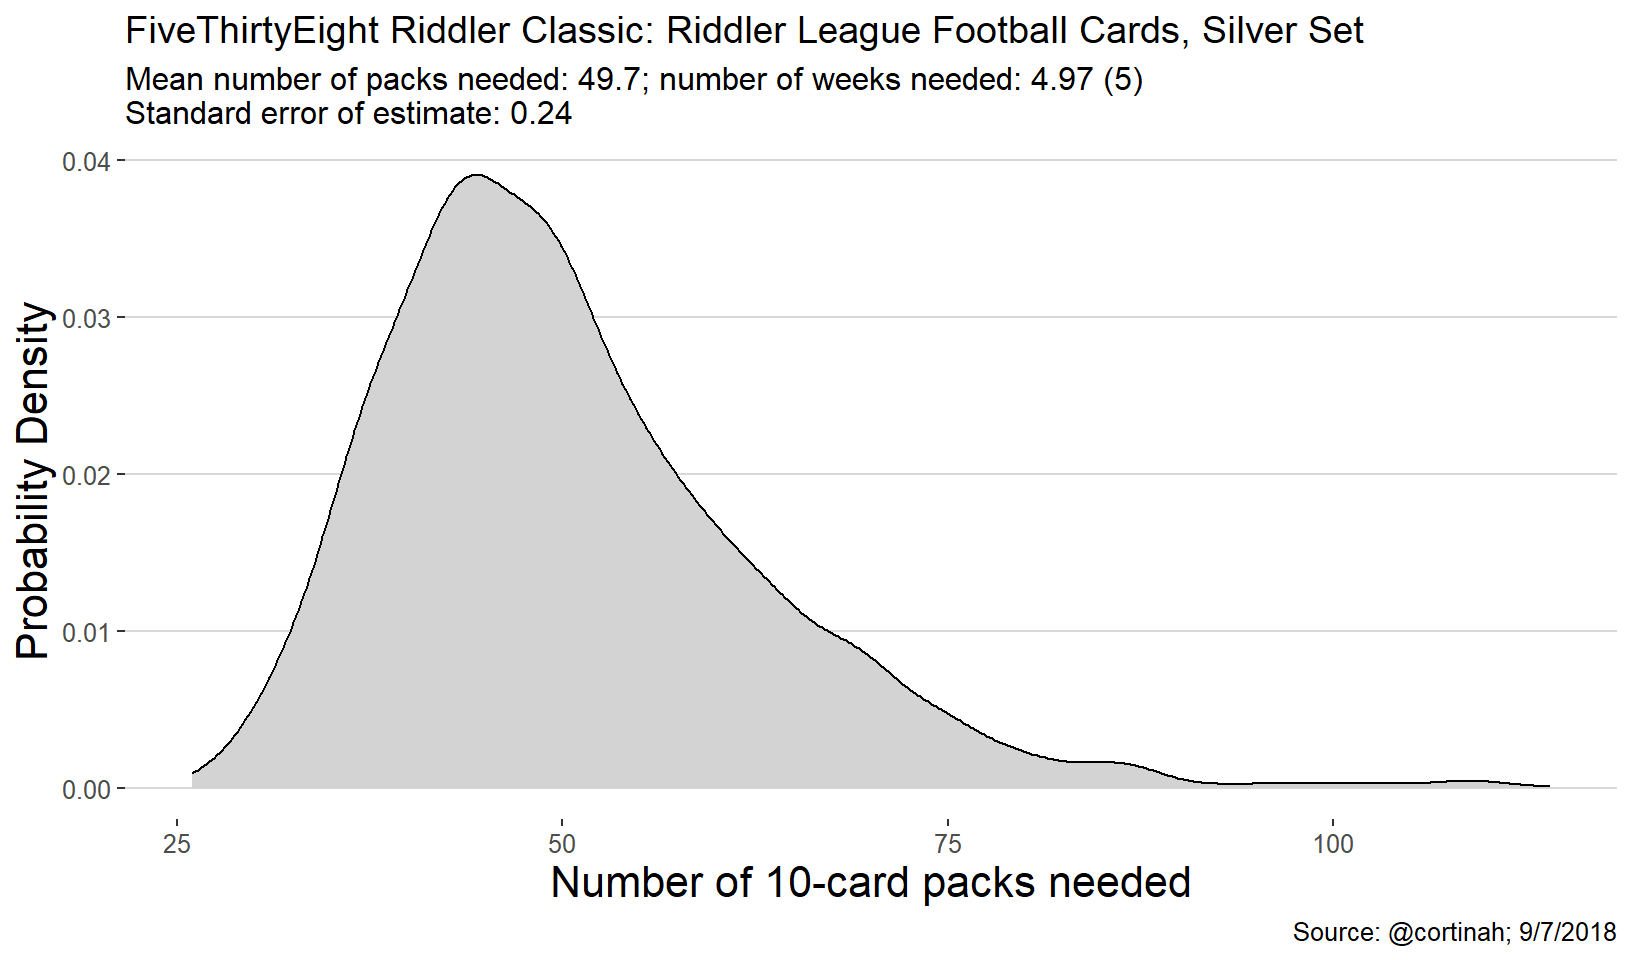 FiveThirtyEight Riddler Classic: Riddler League Football Cards, Silver Set
Mean number of packs needed: 49.7; number of weeks needed: 4.97 (5)
Standard error of estimate: 0.24
Probability Density
0.04
0.03
0.02
0.01
0.00
25
50
75
100
Number of 10-card packs needed
Source: @cortinah; 9/7/2018